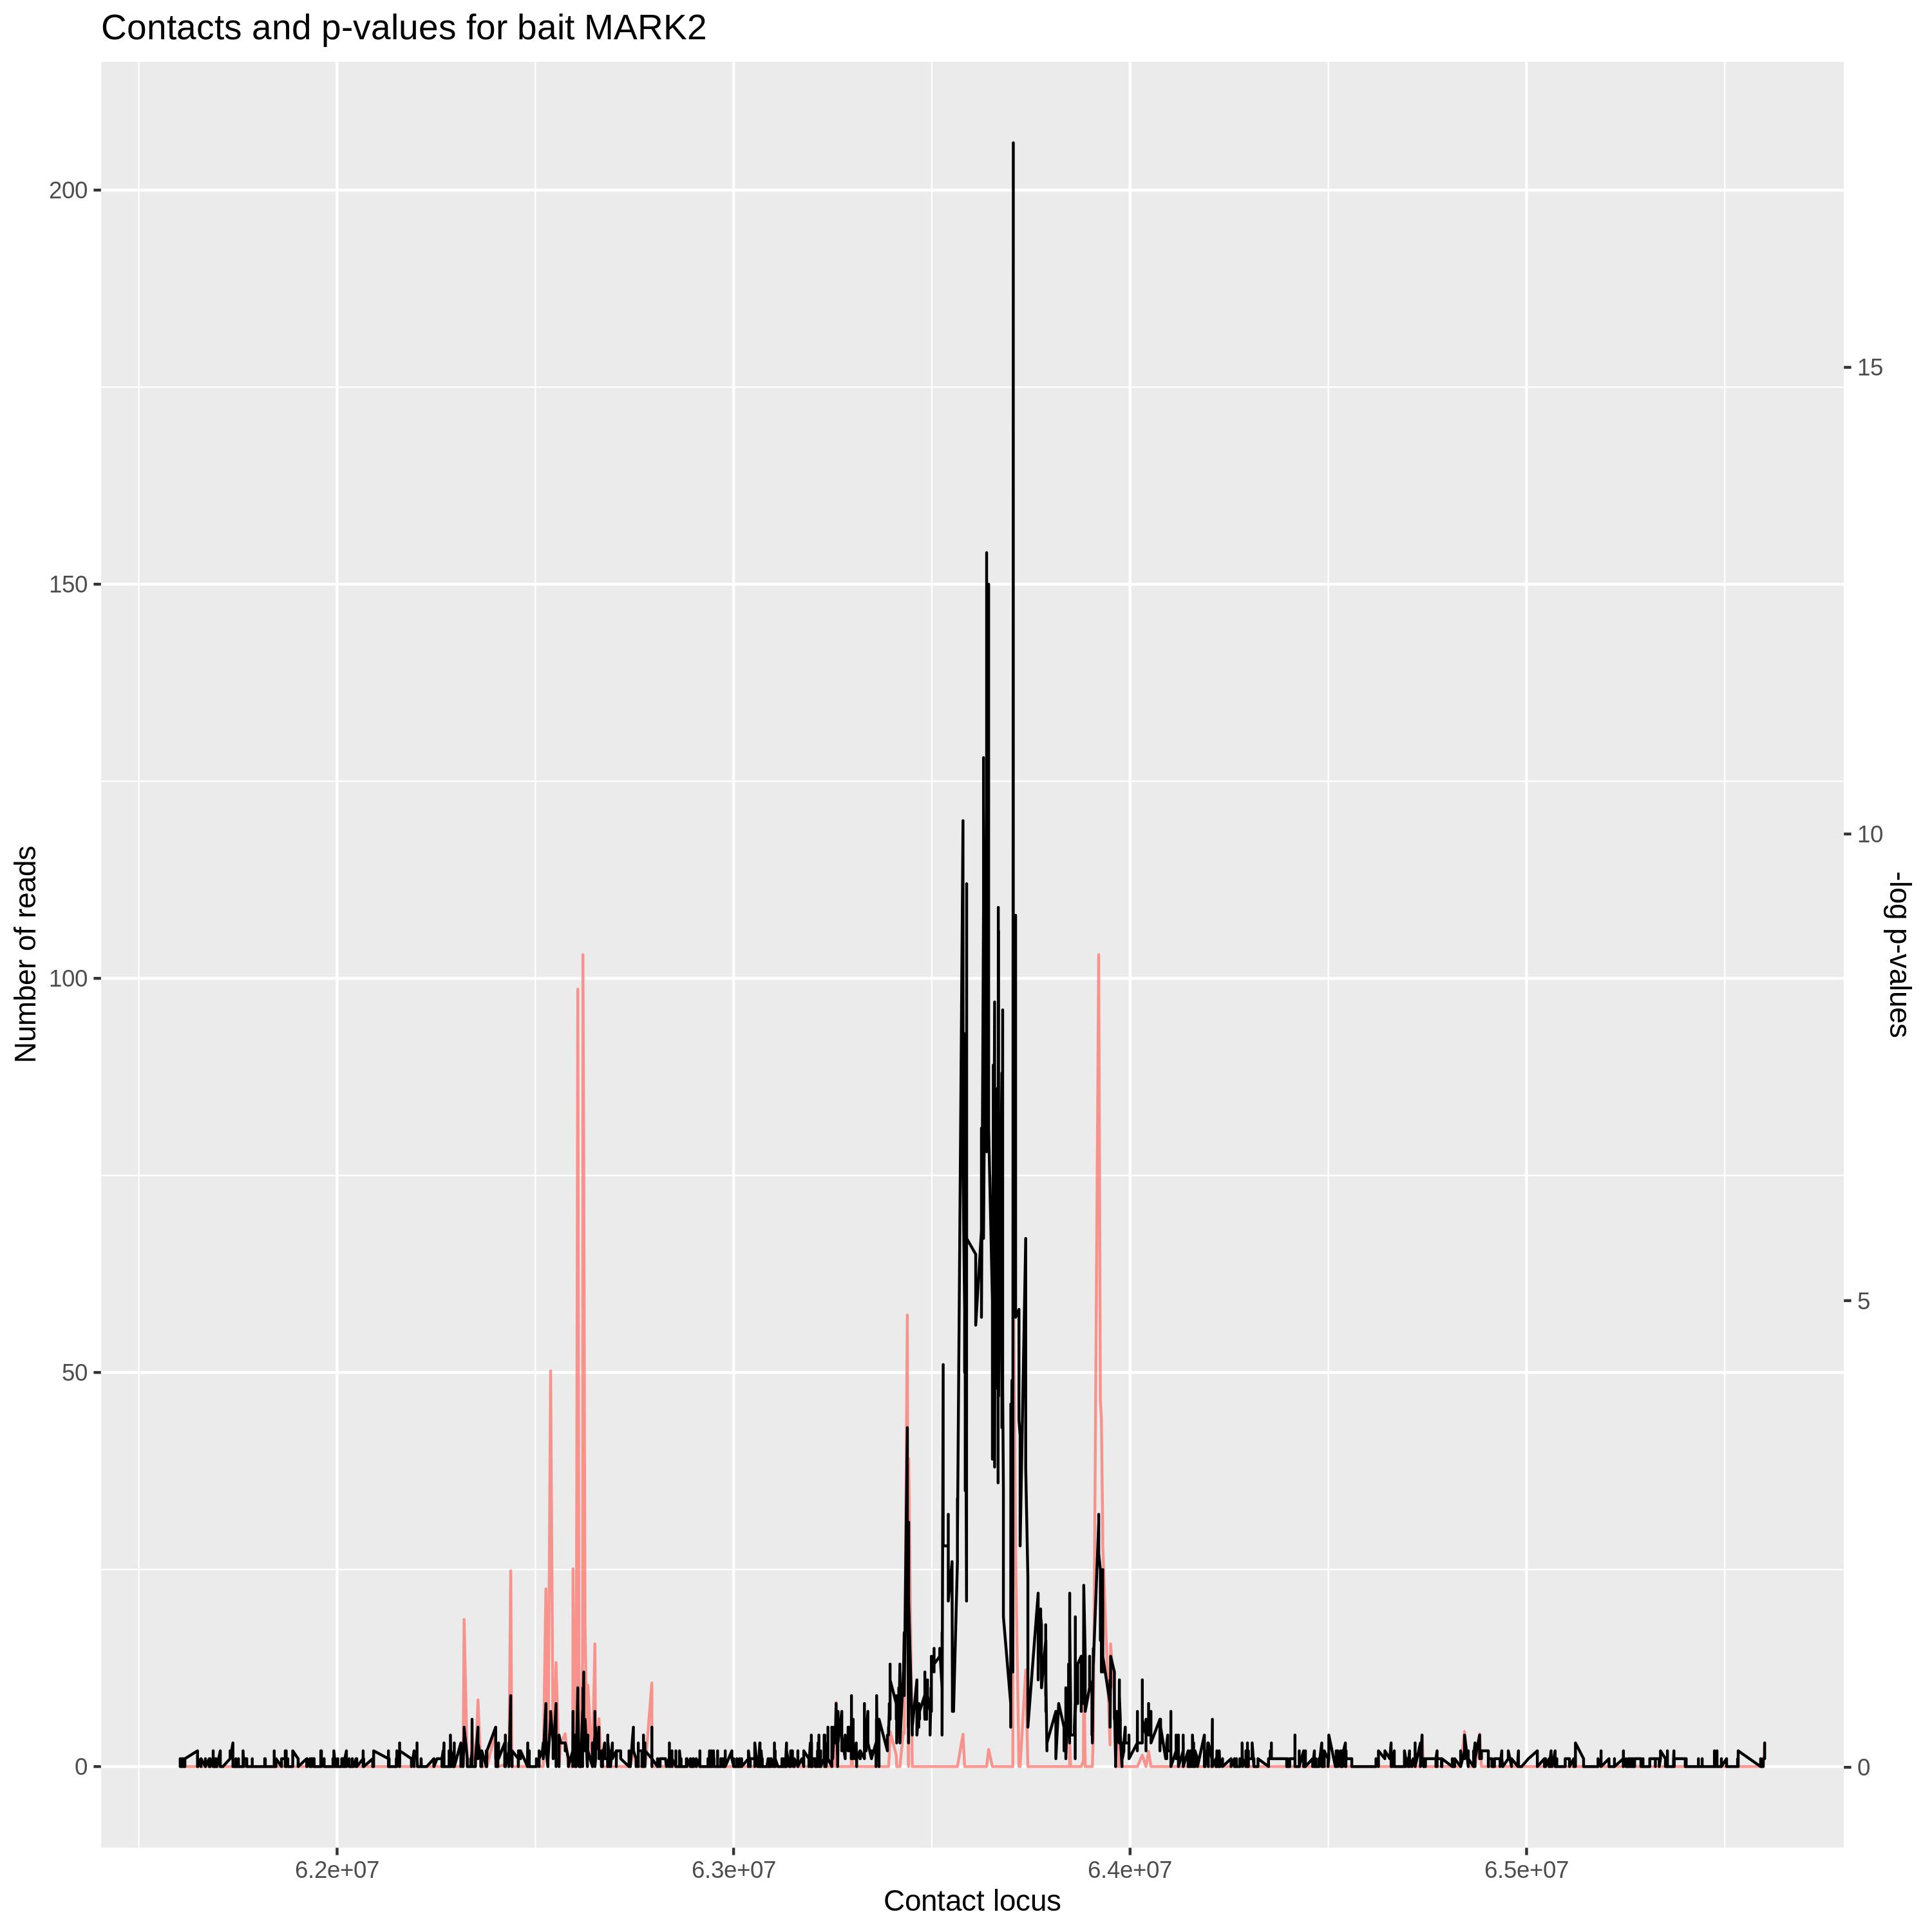 Contacts and p-values for bait MARK2
200
150
100
50
0
Number of reads
15
10
5
0
-log p-values
6.2e+07
6.3e+07
6.4e+07
6.5e+07
Contact locus